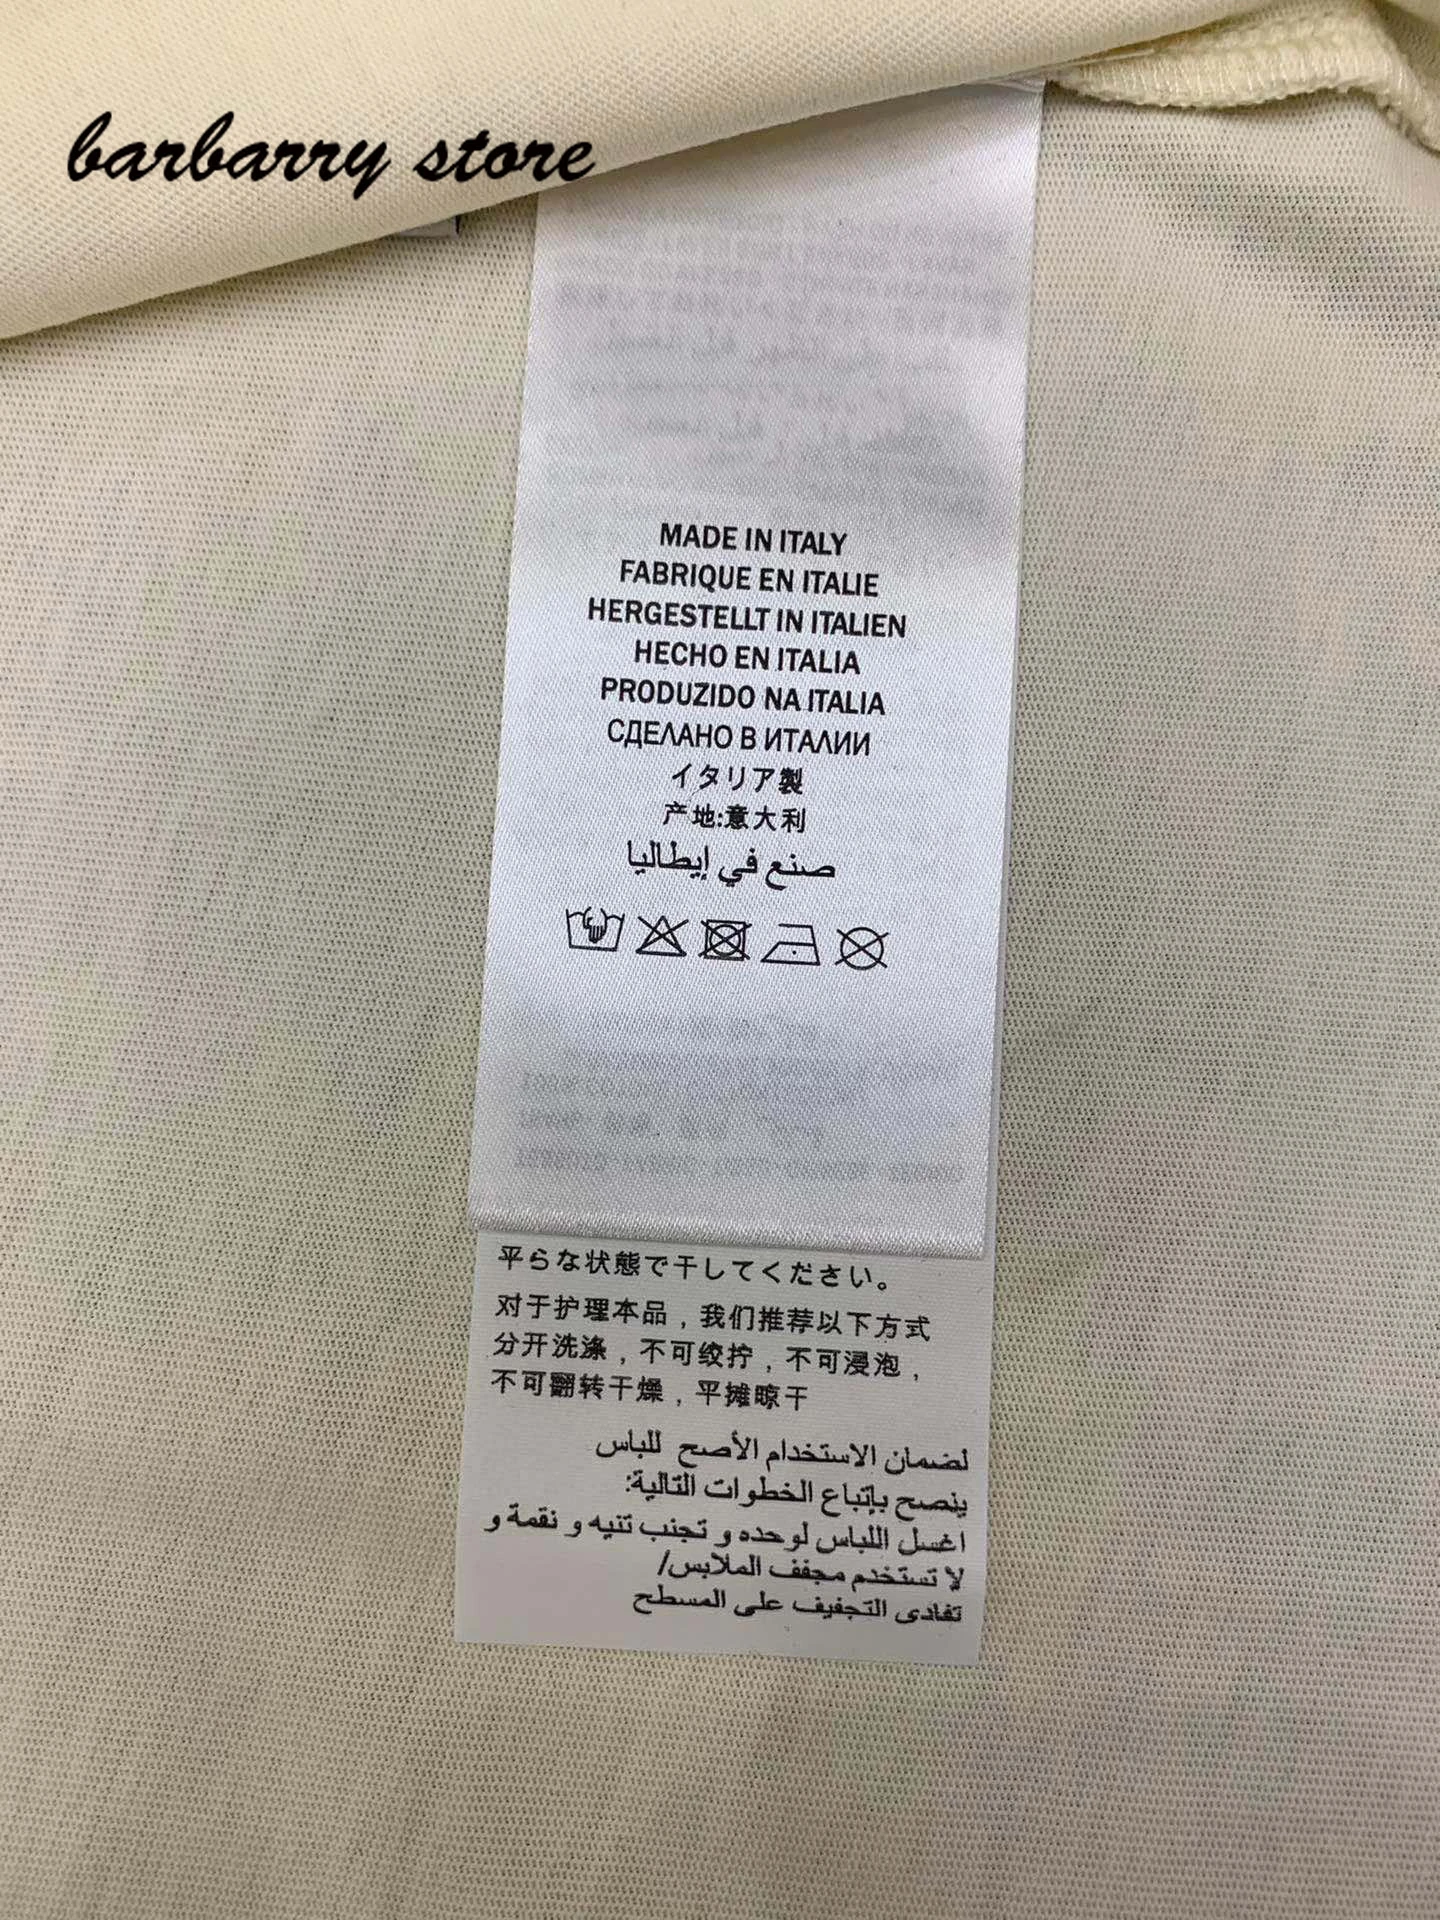 barbarry store
MADE IN ITALY
FABRIQUE EN ITALIE
HERGESTELLT IN ITALIEN
HECHO EN ITALIA
PRODUZIDO NA ITALIA
СДЕЛАНО В ИТАЛИИ
イタリア製
产地:意大利
صنع في إيطاليا
平らな状態で干してください。
对于护理本品，我们推荐以下方式
分开洗涤，不可绞拧，不可浸泡，
不可翻转干燥，平摊晾干
لضمان الاستخدام الأصح للباس
ينصح بإتباع الخطوات التالية:
اغسل اللباس لوحده و تجنب تنيه و نقمة و
لا تستخدم مجفف الملابس/
تفادى التجفيف على المسطح